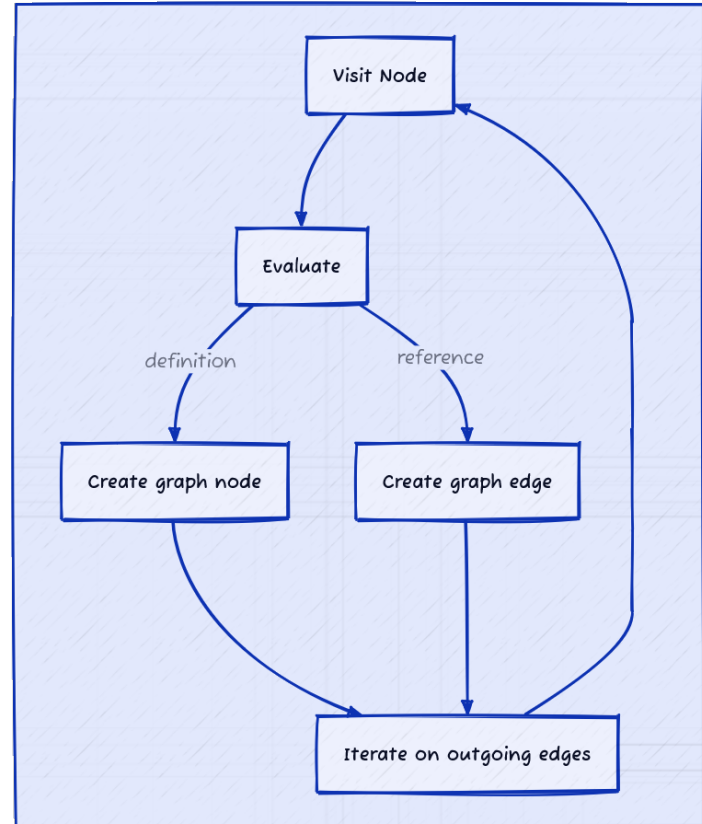 Visit Node
Evaluate
definition
reference
Create graph node
Create graph edge
Iterate on outgoing edges